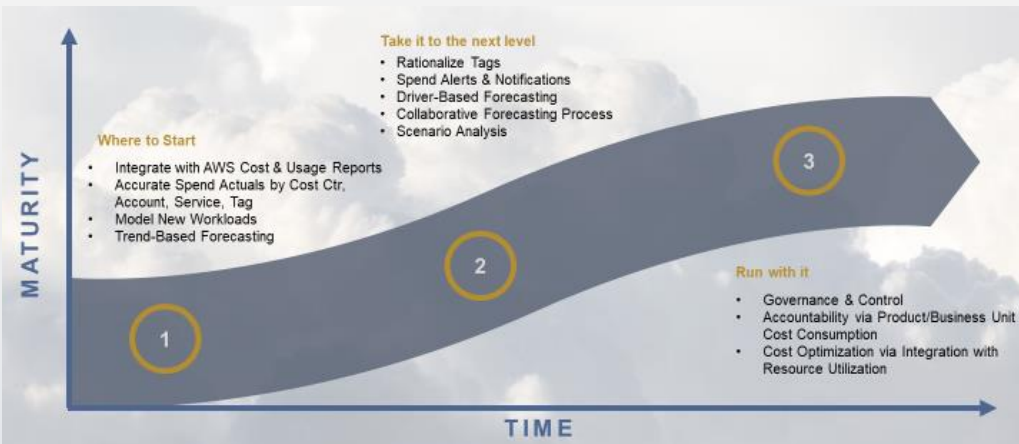 Take it to the next level
• Rationalize Tags
• Spend Alerts & Notifications
• Driver-Based Forecasting
• Collaborative Forecasting Process
• Scenario Analysis
Where to Start
• Integrate with AWS Cost & Usage Reports
• Accurate Spend Actuals by Cost Ctr,
Account, Service, Tag
• Model New Workloads
• Trend-Based Forecasting
MATURITY
1
2
3
Run with it
• Governance & Control
• Accountability via Product/Business Unit
Cost Consumption
• Cost Optimization via Integration with
Resource Utilization
TIME